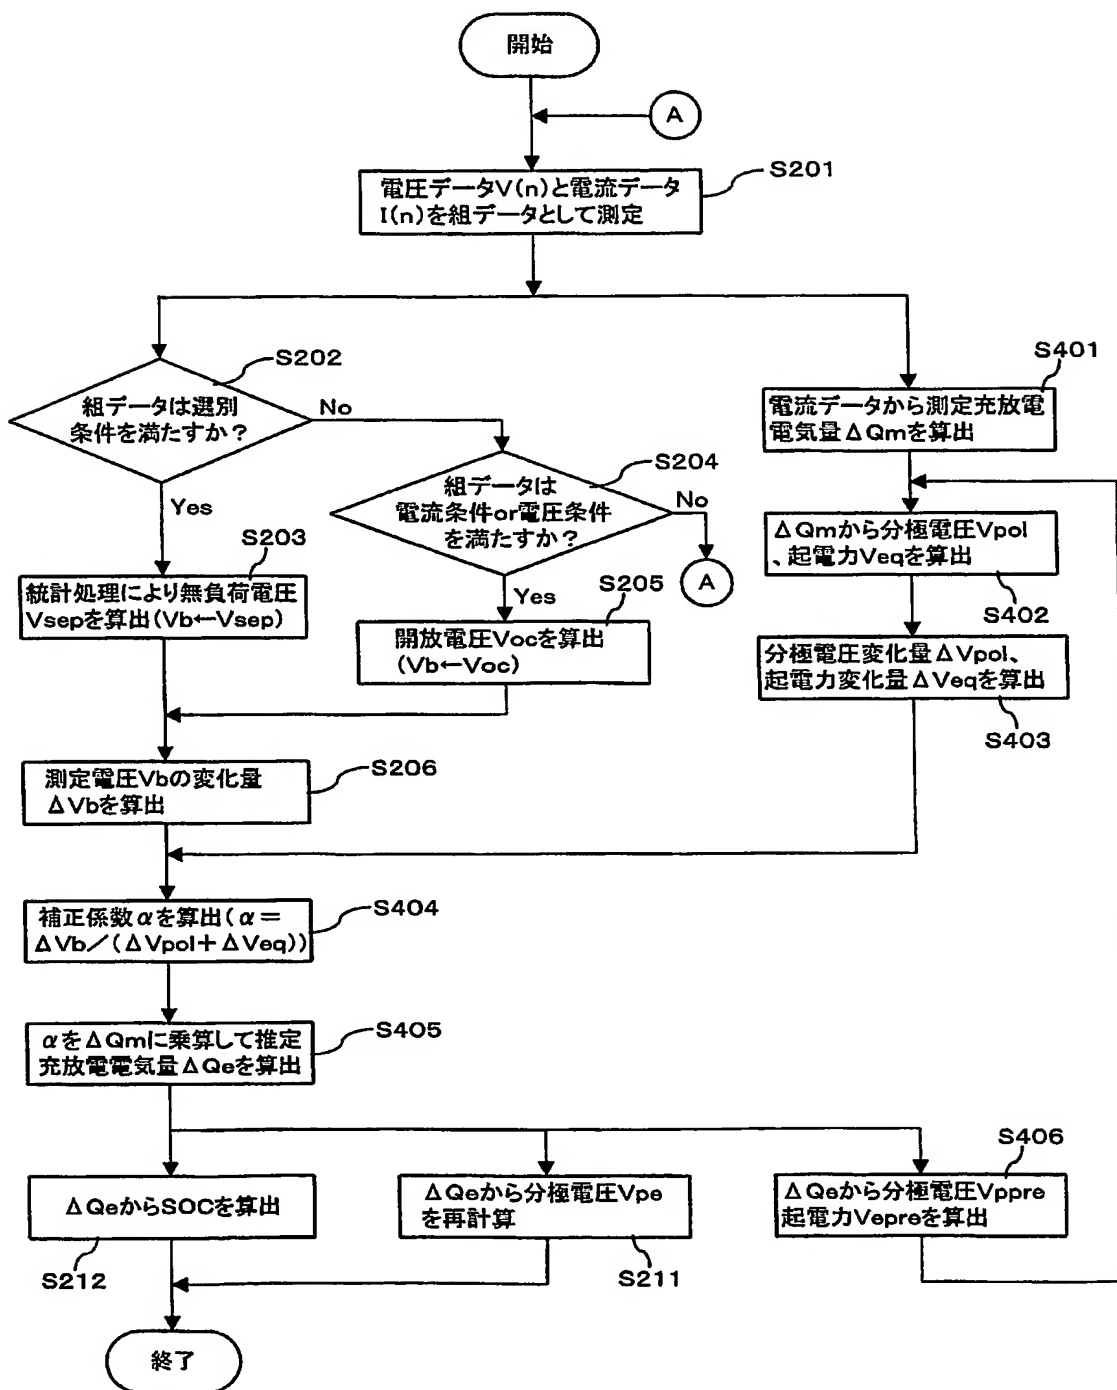 開始
A
S201
電圧データV(n)と電流データ
I(n)を組データとして測定
S202
組データは選別
条件を満たすか？
No
Yes
S204
組データは
電流条件or電圧条件
を満たすか？
No
A
Yes
S203
統計処理により無負荷電圧
Vsepを算出(Vb←Vsep)
S205
開放電圧Vocを算出
(Vb←Voc)
S206
測定電圧Vbの変化量
ΔVbを算出
S401
電流データから測定充放電
電気量ΔQmを算出
ΔQmから分極電圧Vpol
、起電力Veqを算出
S402
分極電圧変化量ΔVpol、
起電力変化量ΔVeqを算出
S403
S404
補正係数αを算出(α＝
ΔVb／(ΔVpol＋ΔVeq))
S405
αをΔQmに乗算して推定
充放電電気量ΔQeを算出
ΔQeからSOCを算出
S212
ΔQeから分極電圧Vpe
を再計算
S211
S406
ΔQeから分極電圧Vppre
起電力Vepreを算出
終了